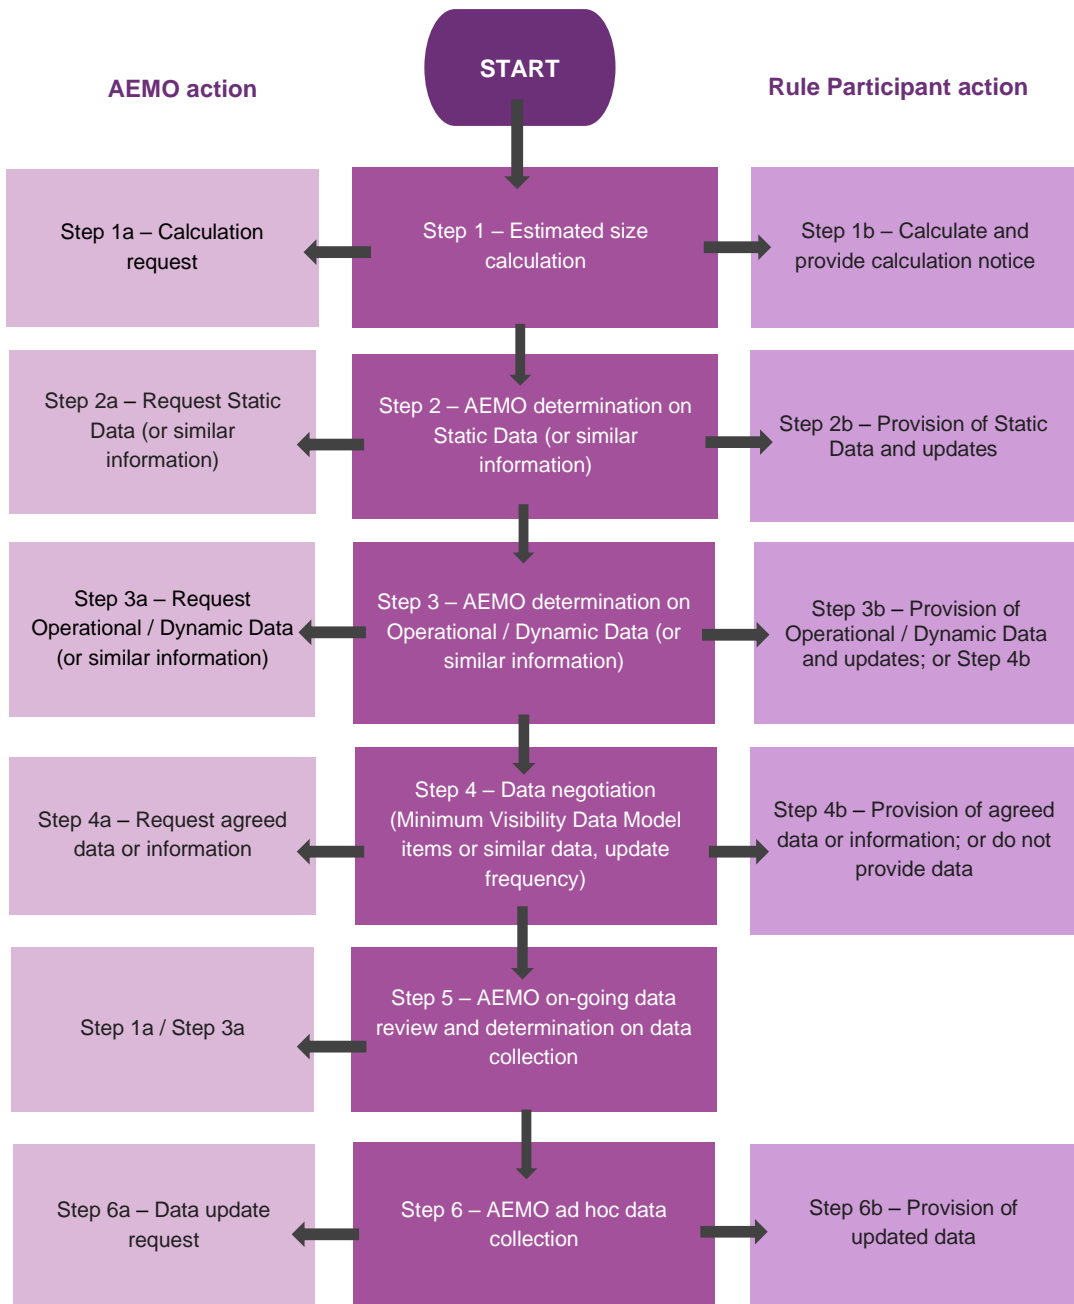 START
AEMO action
Rule Participant action
Step 1a – Calculation
request
Step 1 – Estimated size
calculation
Step 1b – Calculate and
provide calculation notice
Step 2a – Request Static
Data (or similar
information)
Step 2 – AEMO determination on
Static Data (or similar
information)
Step 2b – Provision of Static
Data and updates
Step 3a – Request
Operational / Dynamic Data
(or similar information)
Step 3 – AEMO determination on
Operational / Dynamic Data (or
similar information)
Step 3b – Provision of
Operational / Dynamic Data
and updates; or Step 4b
Step 4a – Request agreed
data or information
Step 4 – Data negotiation
(Minimum Visibility Data Model
items or similar data, update
frequency)
Step 4b – Provision of agreed
data or information; or do not
provide data
Step 1a / Step 3a
Step 5 – AEMO on-going data
review and determination on data
collection
Step 6a – Data update
request
Step 6 – AEMO ad hoc data
collection
Step 6b – Provision of
updated data